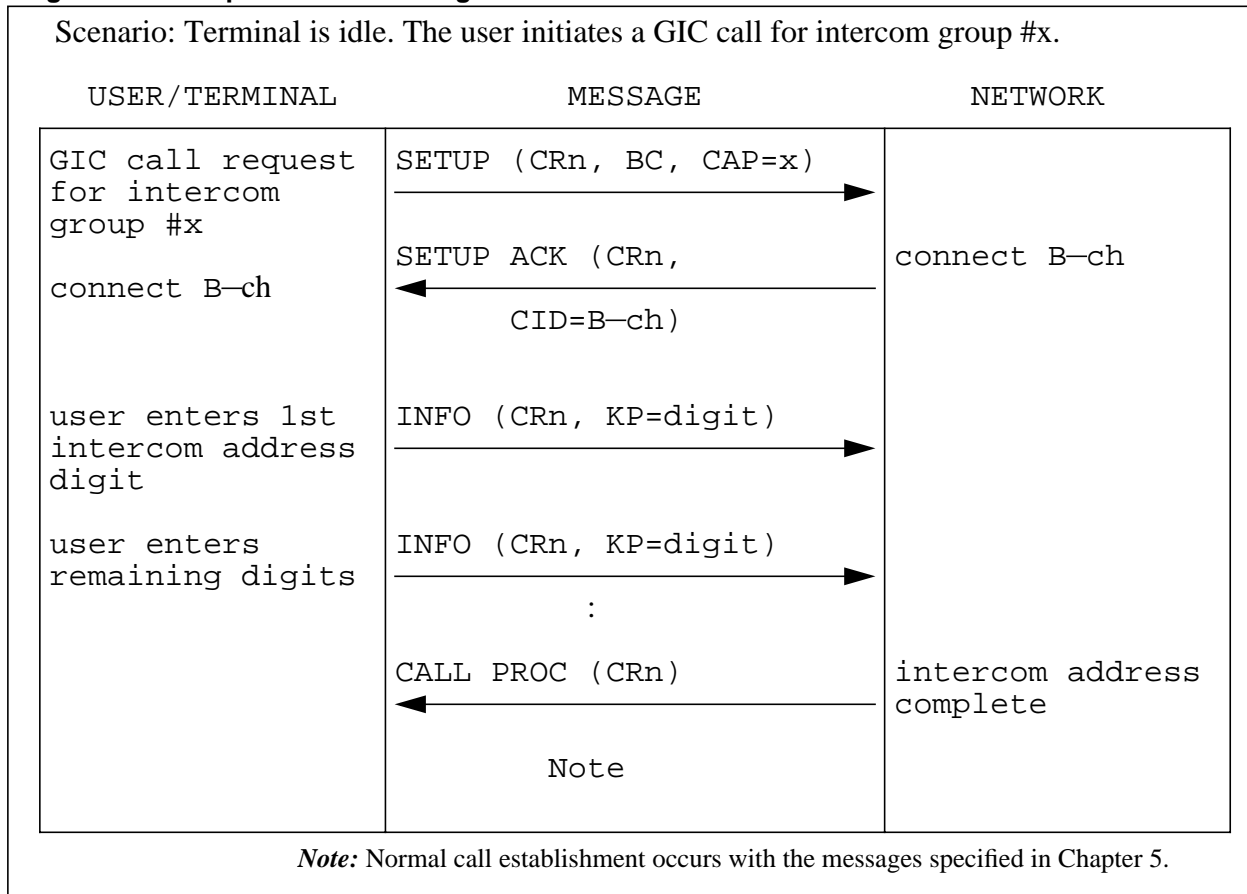 Scenario: Terminal is idle. The user initiates a GIC call for intercom group #x.
USER/TERMINAL MESSAGE NETWORK
GIC call request
for intercom
group #x
SETUP (CRn, BC, CAP=x)
SETUP ACK (CRn,
CID=B—ch)
connect B—ch
connect B—ch
user enters 1st
intercom address
digit
INFO (CRn, KP=digit)
user enters
remaining digits
INFO (CRn, KP=digit)
:
CALL PROC (CRn)
intercom address
complete
Note
Note: Normal call establishment occurs with the messages specified in Chapter 5.